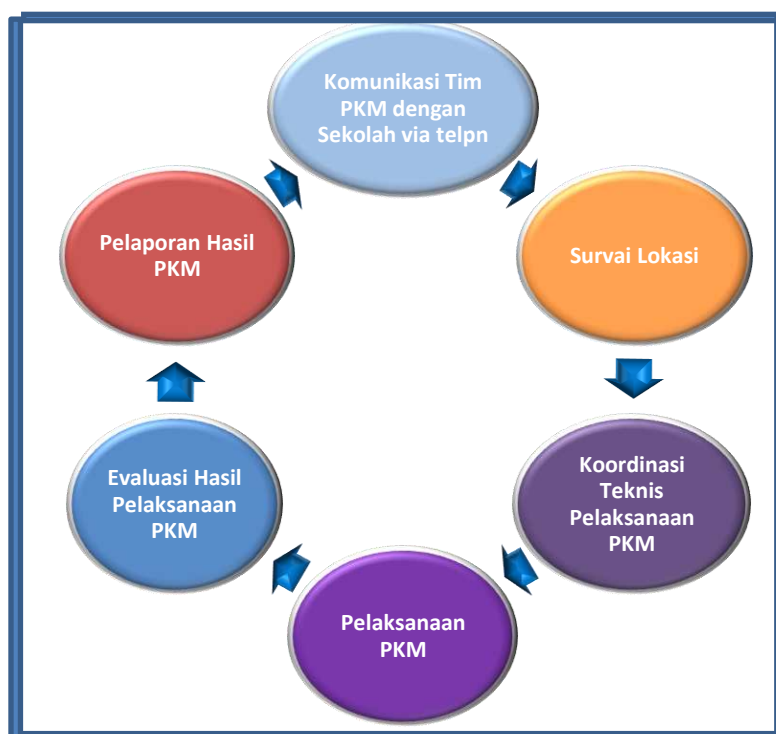 Komunikasi Tim
PKM dengan
Sekolah via telpn
Survai Lokasi
Koordinasi
Teknis
Pelaksanaan
PKM
Pelaksanaan
PKM
Evaluasi Hasil
Pelaksanaan
PKM
Pelaporan Hasil
PKM